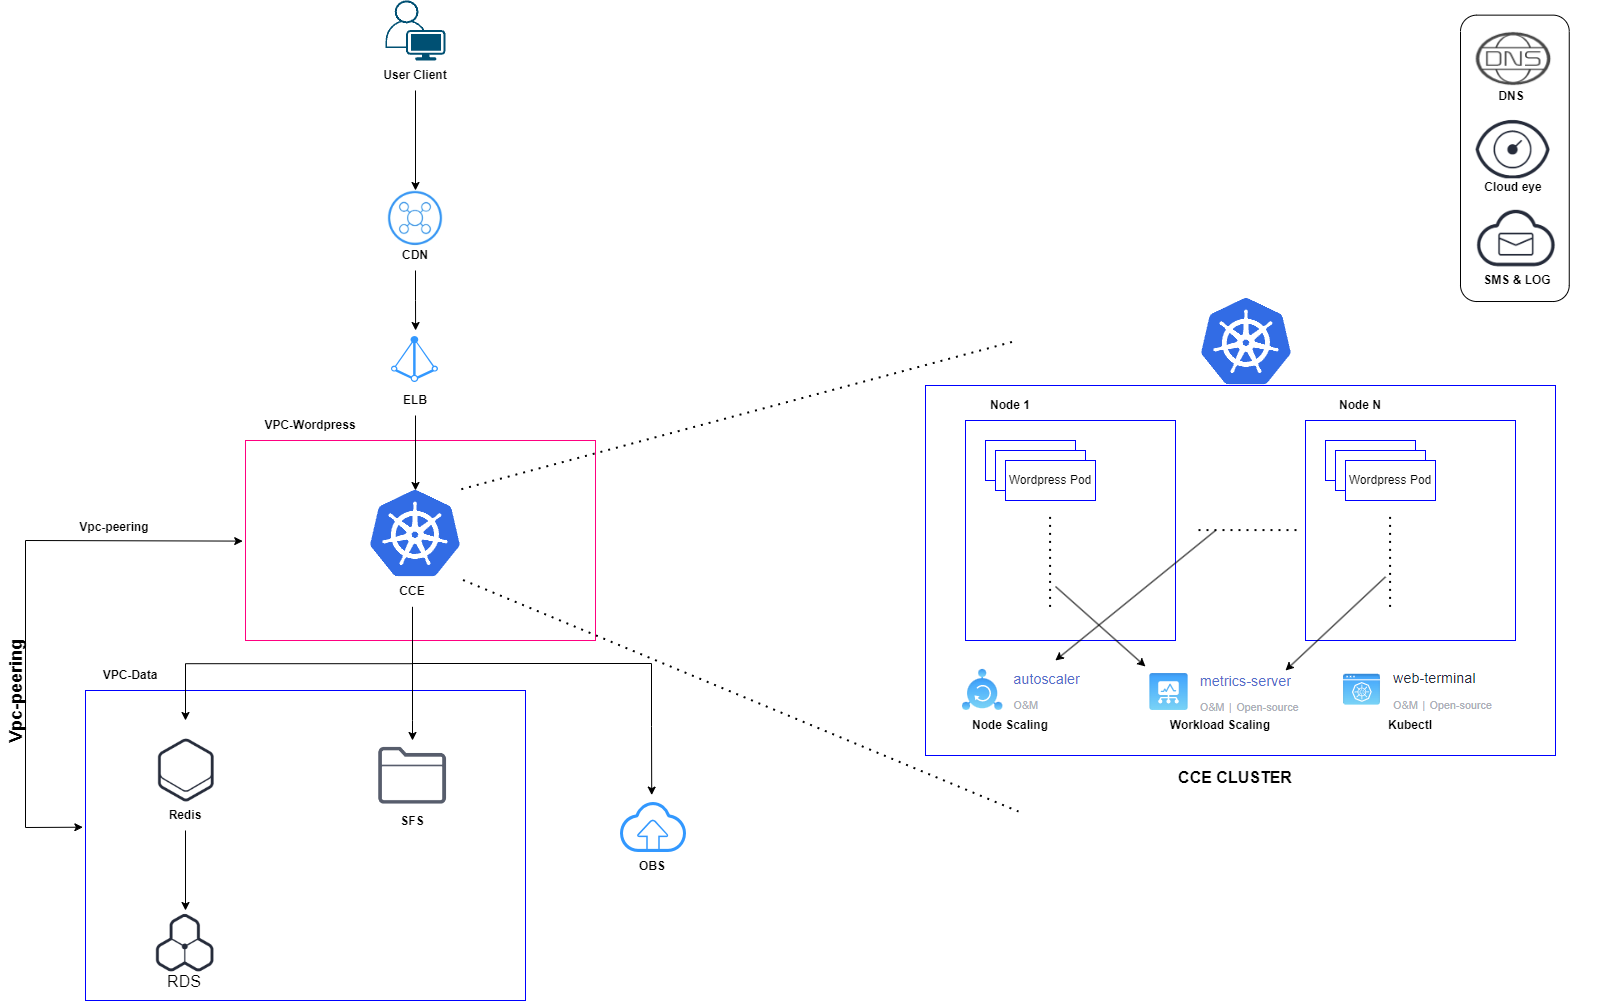 User Client
CDN
ELB
VPC-Wordpress
CCE
Vpc-peering
Vpc-peering
VPC-Data
Redis
SFS
OBS
RDS
DNS
DNS
Cloud eye
SMS & LOG
Node 1
Node N
Wordpress Pod
Wordpress Pod
autoscaler
O&M
Node Scaling
metrics-server
O&M | Open-source
Workload Scaling
web-terminal
O&M | Open-source
Kubectl
CCE CLUSTER